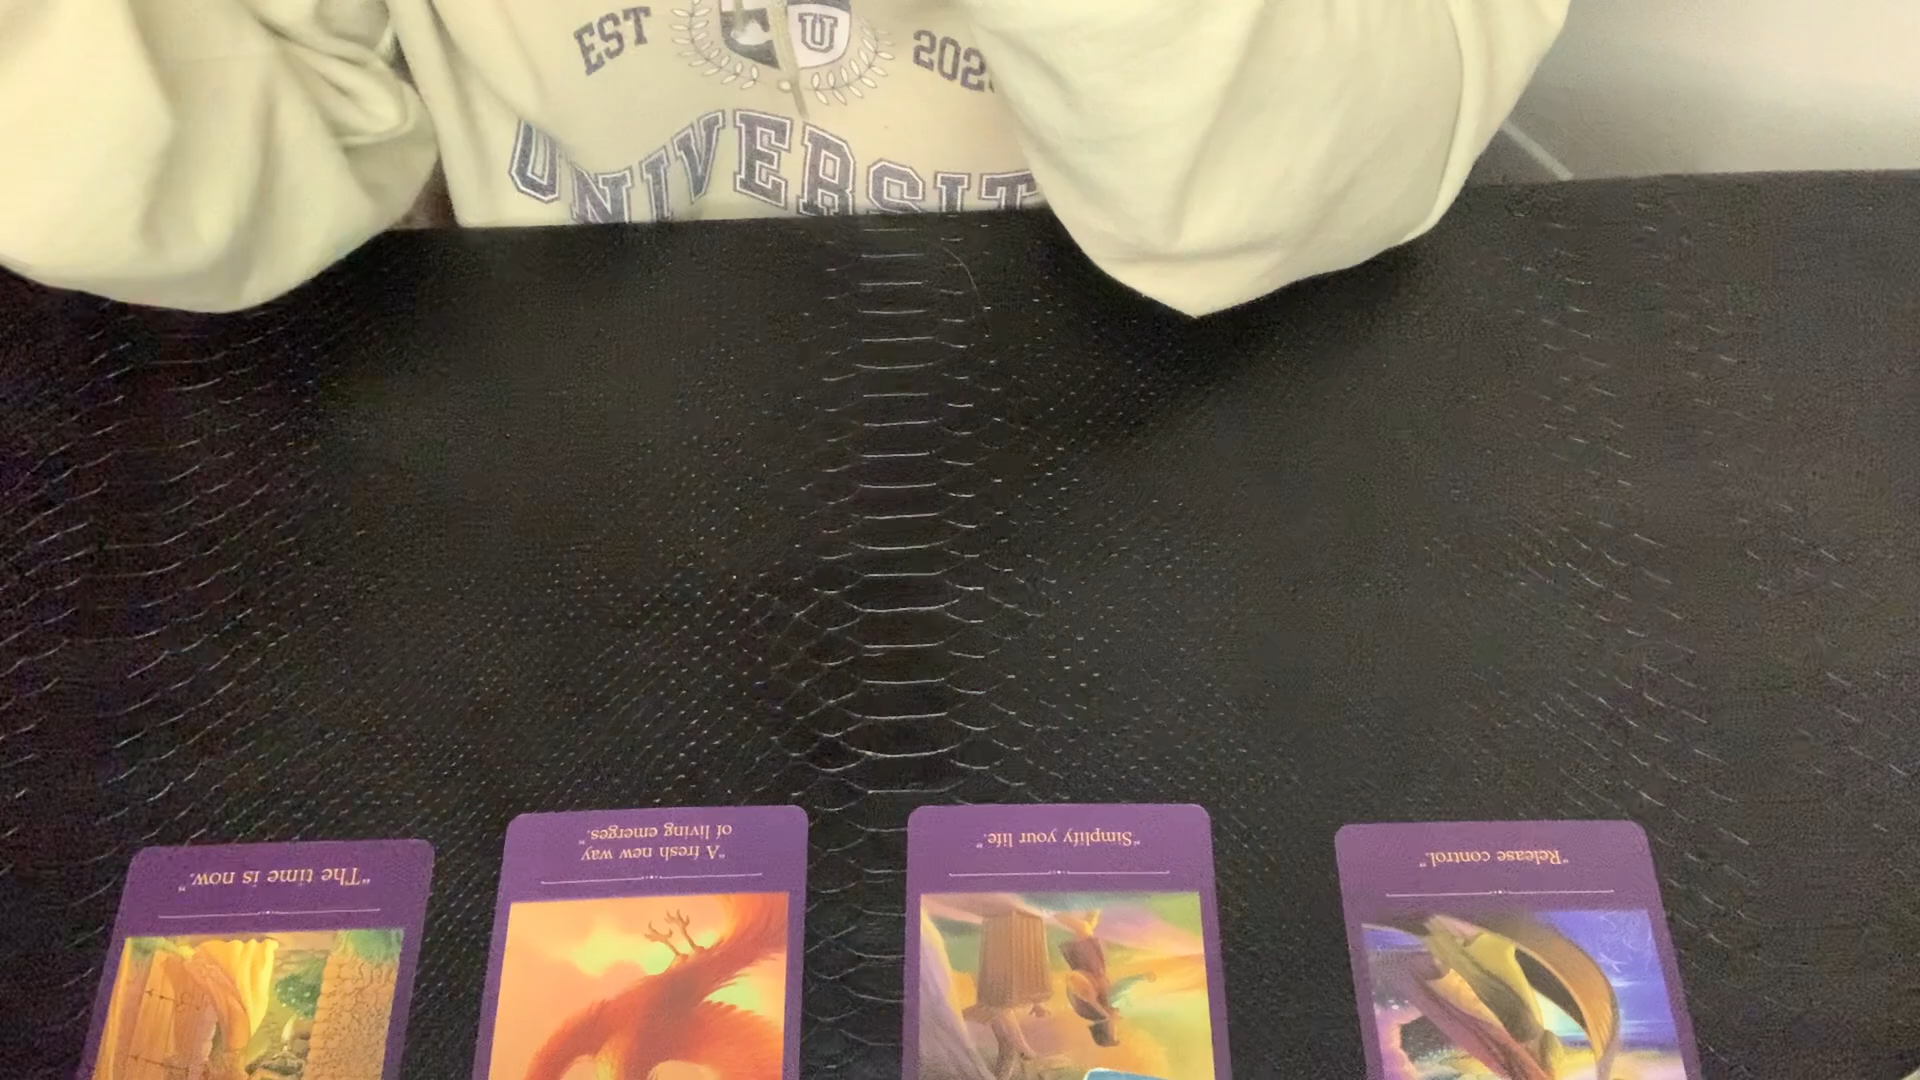 EST
U
202
UNIVERSIT
"The time is now."
"A fresh new way
of living emerges."
"Simplify your life."
"Release control."